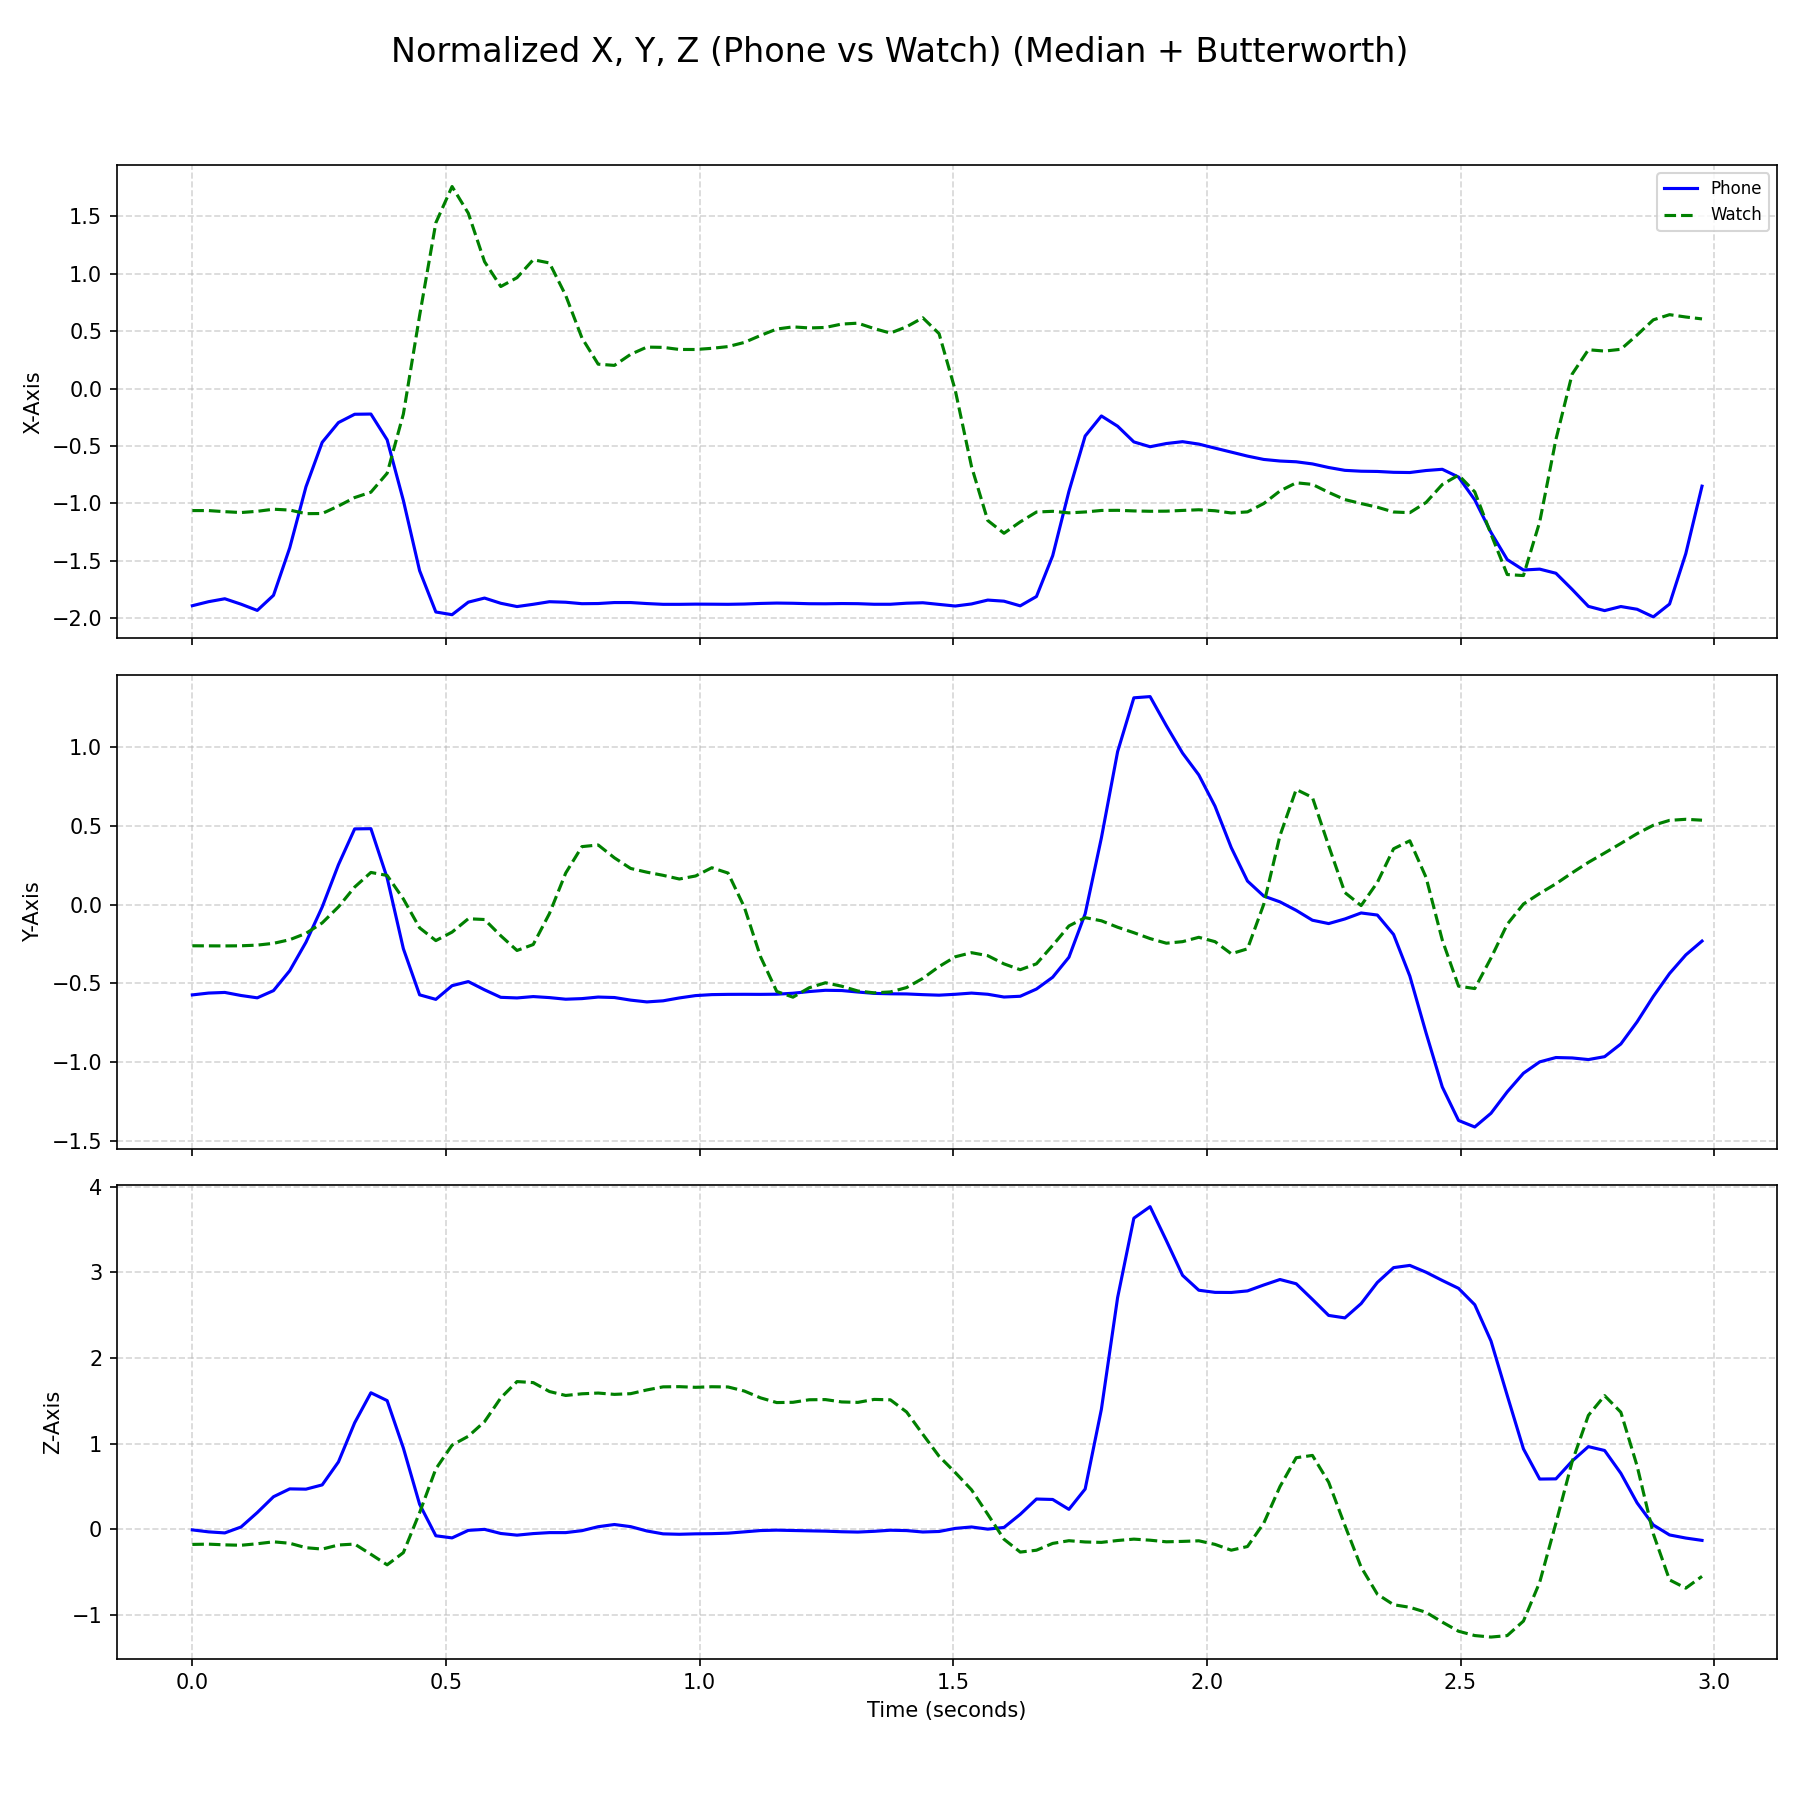 Normalized X, Y, Z (Phone vs Watch) (Median + Butterworth)
Phone
Watch
X-Axis
1.5
1.0
0.5
0.0
−0.5
−1.0
−1.5
−2.0
Y-Axis
1.0
0.5
0.0
−0.5
−1.0
−1.5
Z-Axis
4
3
2
1
0
−1
0.0 0.5 1.0 1.5 2.0 2.5 3.0
Time (seconds)